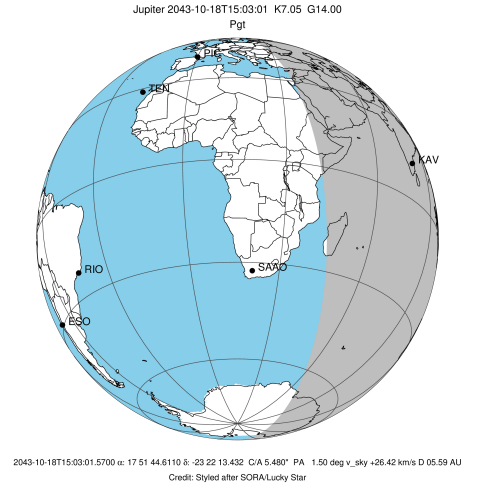 Jupiter 2043-10-18T15:03:01 K7.05 G14.00
Pgt
PIC
TEN
KAV
SAAO
RIO
ESO
2043-10-18T15:03:01.5700 α: 17 51 44.6110 δ: -23 22 13.432 C/A 5.480" PA 1.50 deg v_sky +26.42 km/s D 05.59 AU
Credit: Styled after SORA/Lucky Star